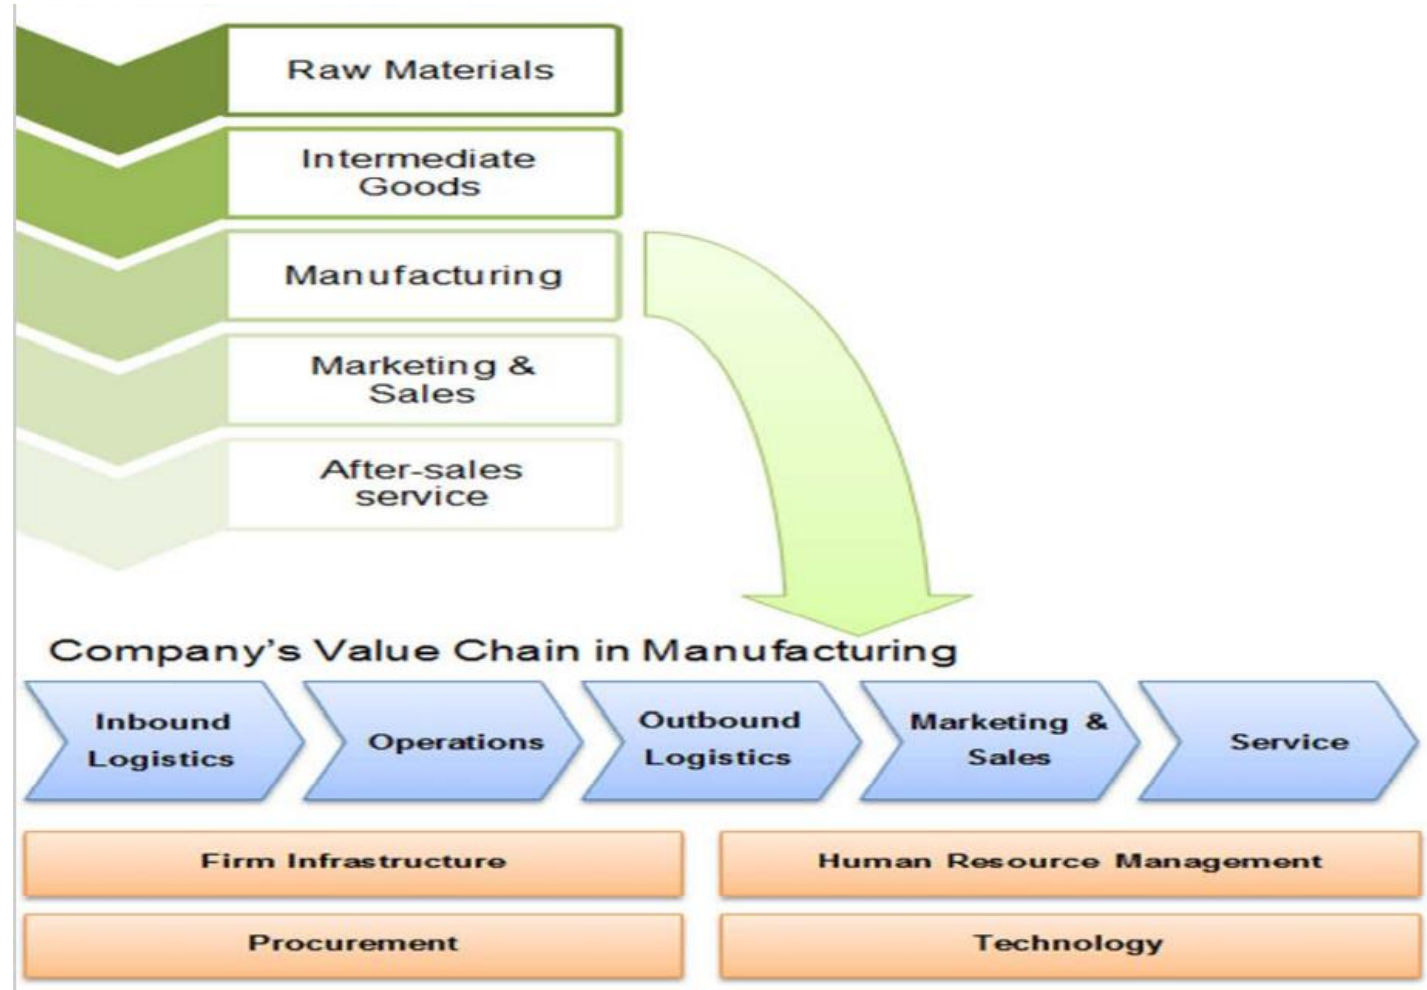 Raw Materials
Intermediate
Goods
Manufacturing
Marketing &
Sales
After-sales
service
Company's Value Chain in Manufacturing
Inbound
Logistics
Operations
Outbound
Logistics
Marketing &
Sales
Service
Firm Infrastructure
Human Resource Management
Procurement
Technology